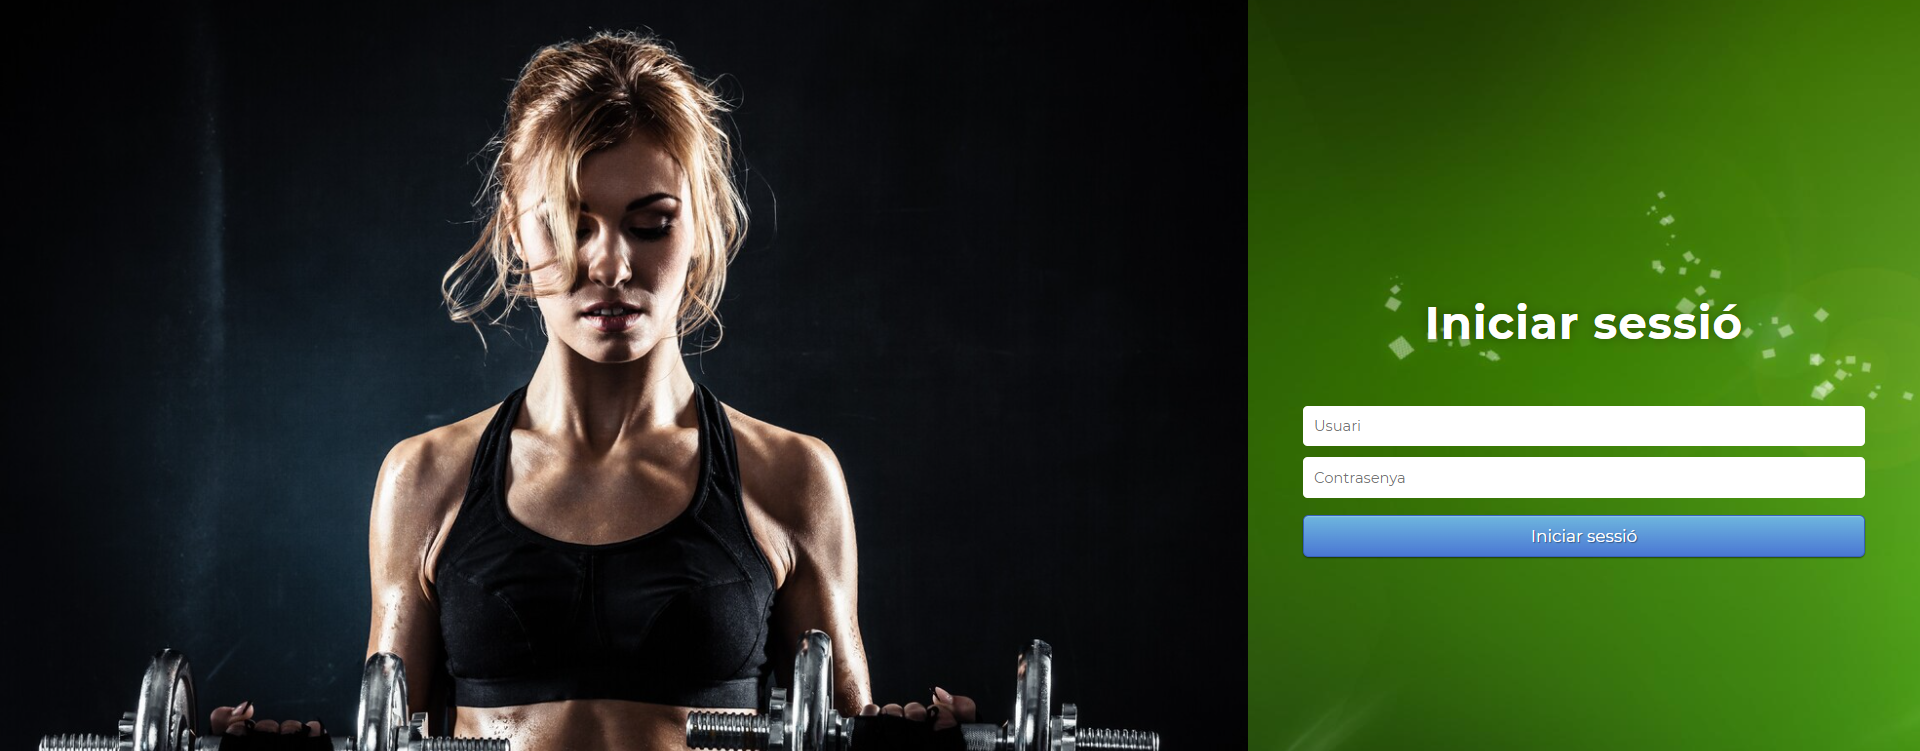 Iniciar sessió
Usuari
Contrasenya
Iniciar sessió